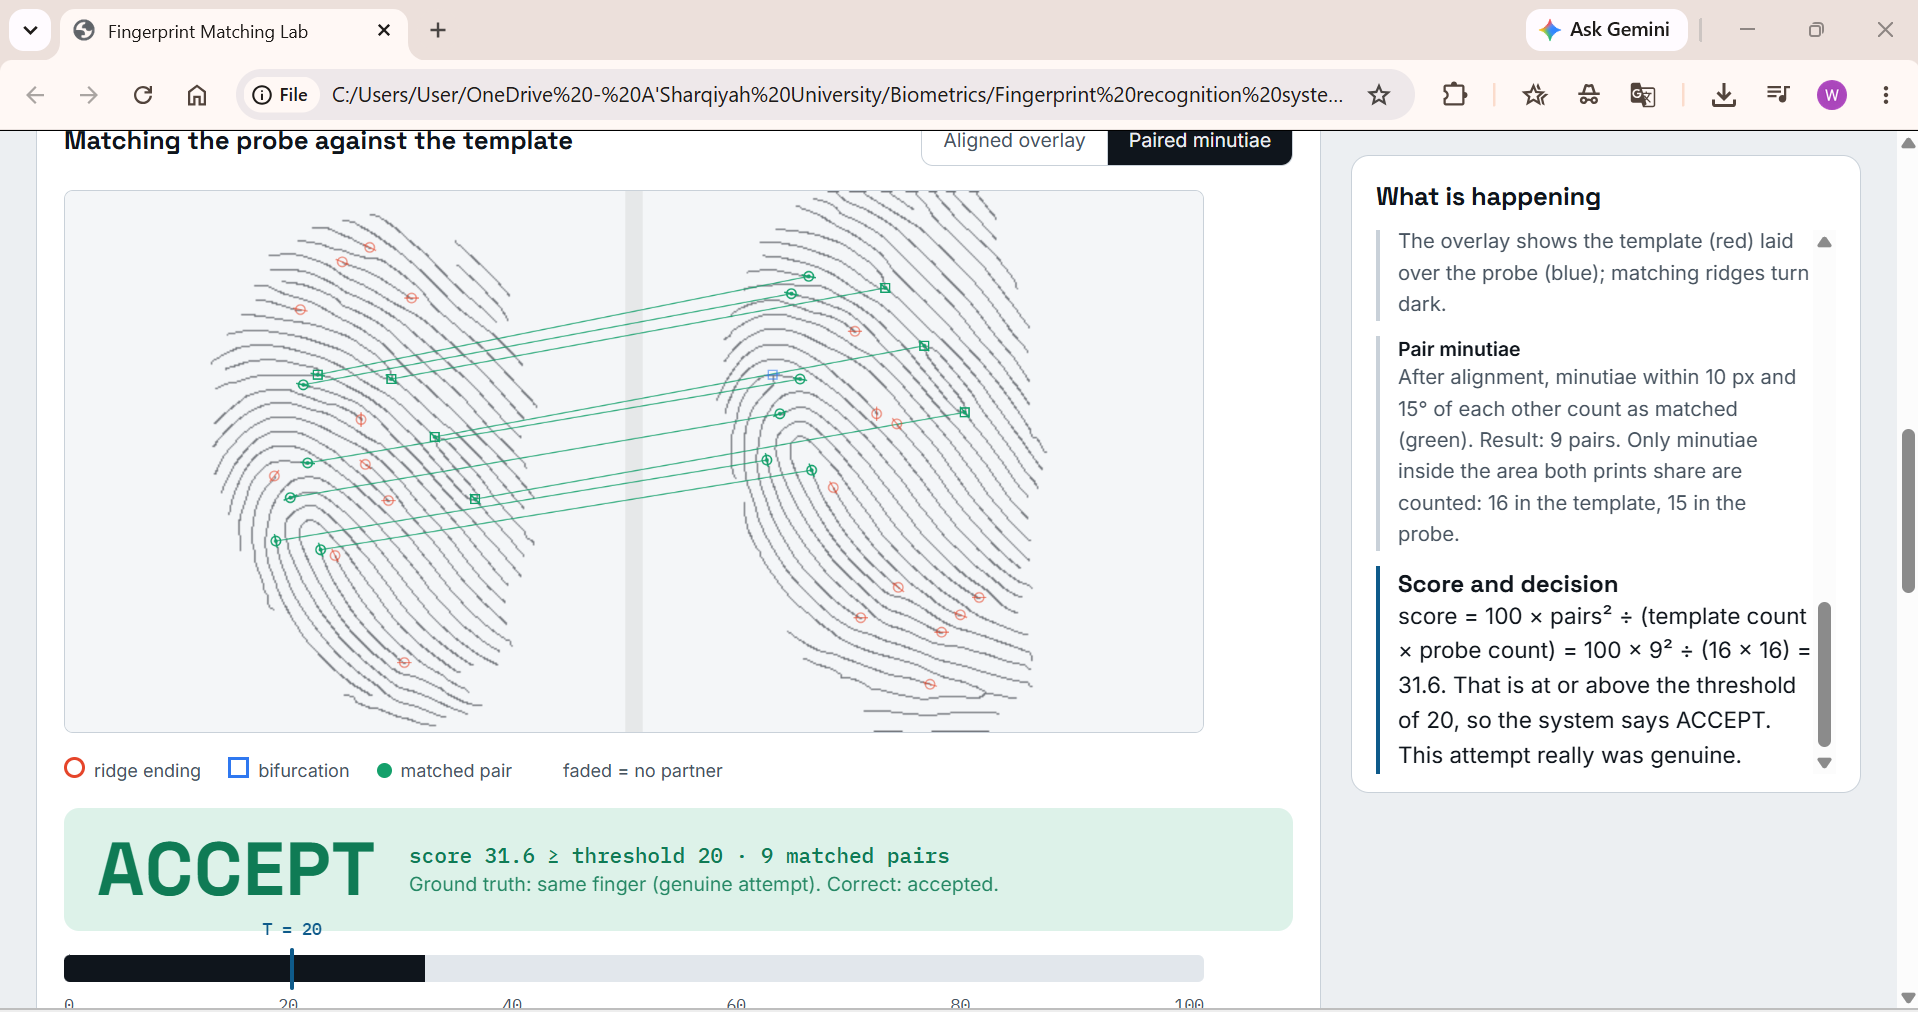 Fingerprint Matching Lab
Ask Gemini
File
C:/Users/User/OneDrive%20-%20A'Sharqiyah%20University/Biometrics/Fingerprint%20recognition%20syste...
W
Matching the probe against the template
Aligned overlay
Paired minutiae
ridge ending
bifurcation
matched pair
faded = no partner
ACCEPT
score 31.6 ≥ threshold 20 · 9 matched pairs
Ground truth: same finger (genuine attempt). Correct: accepted.
T = 20
0 20 40 60 80 100
What is happening
The overlay shows the template (red) laid
over the probe (blue); matching ridges turn
dark.
Pair minutiae
After alignment, minutiae within 10 px and
15° of each other count as matched
(green). Result: 9 pairs. Only minutiae
inside the area both prints share are
counted: 16 in the template, 15 in the
probe.
Score and decision
score = 100 × pairs² ÷ (template count
× probe count) = 100 × 9² ÷ (16 × 16) =
31.6. That is at or above the threshold
of 20, so the system says ACCEPT.
This attempt really was genuine.